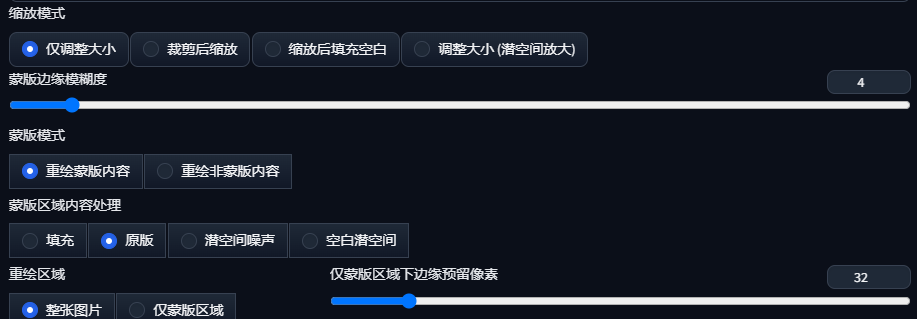 缩放模式
仅调整大小 裁剪后缩放 缩放后填充空白 调整大小 (潜空间放大)
蒙版边缘模糊度 4
蒙版模式
重绘蒙版内容 重绘非蒙版内容
蒙版区域内容处理
填充 原版 潜空间噪声 空白潜空间
重绘区域 仅蒙版区域下边缘预留像素 32
整张图片 仅蒙版区域